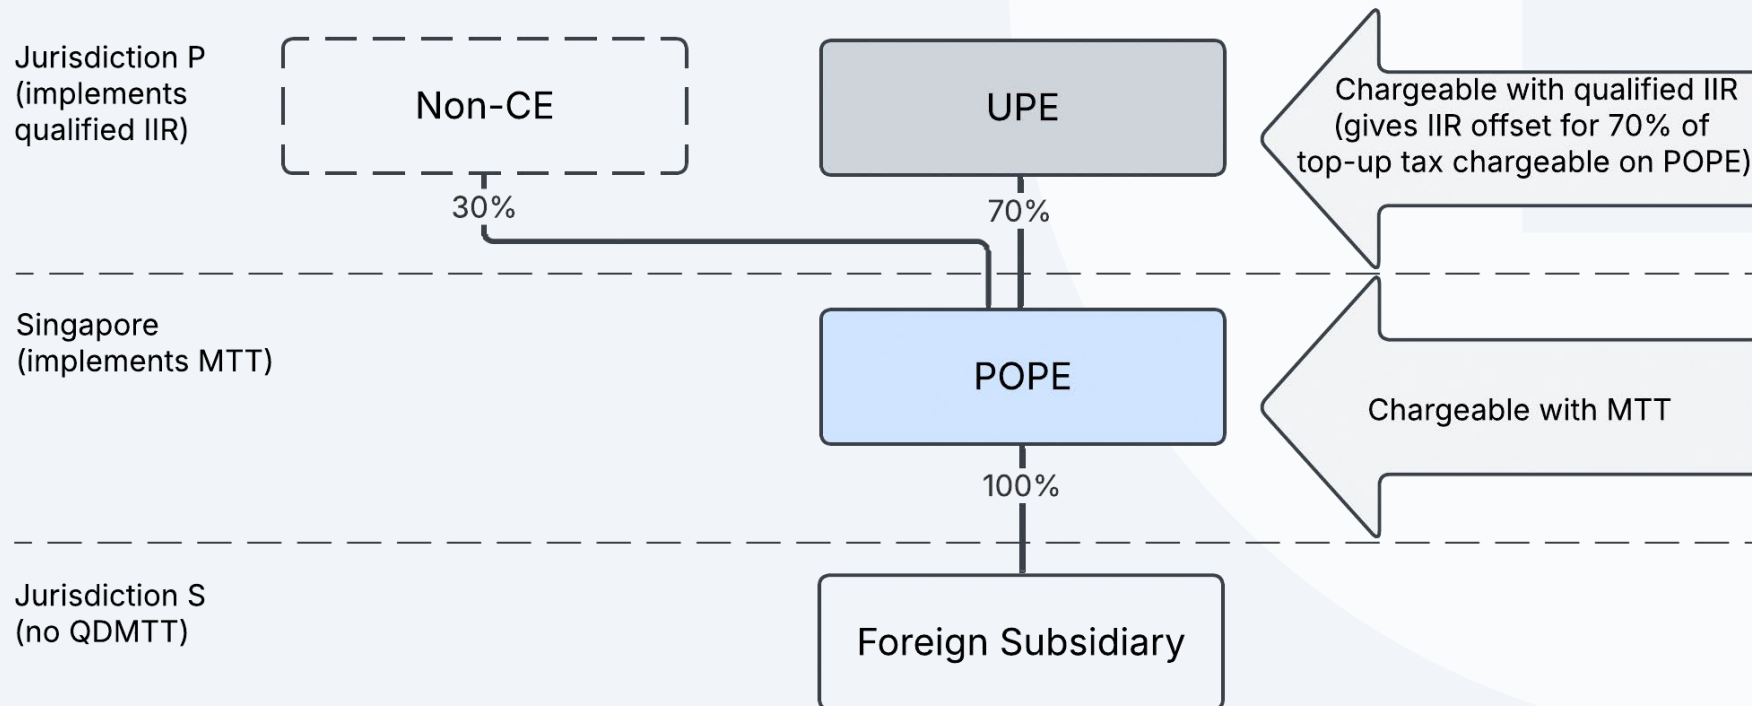 Jurisdiction P
(implements
qualified IIR)
Non-CE
UPE
Chargeable with qualified IIR
(gives IIR offset for 70% of
top-up tax chargeable on POPE)
30%
70%
Singapore
(implements MTT)
POPE
Chargeable with MTT
100%
Jurisdiction S
(no QDMTT)
Foreign Subsidiary